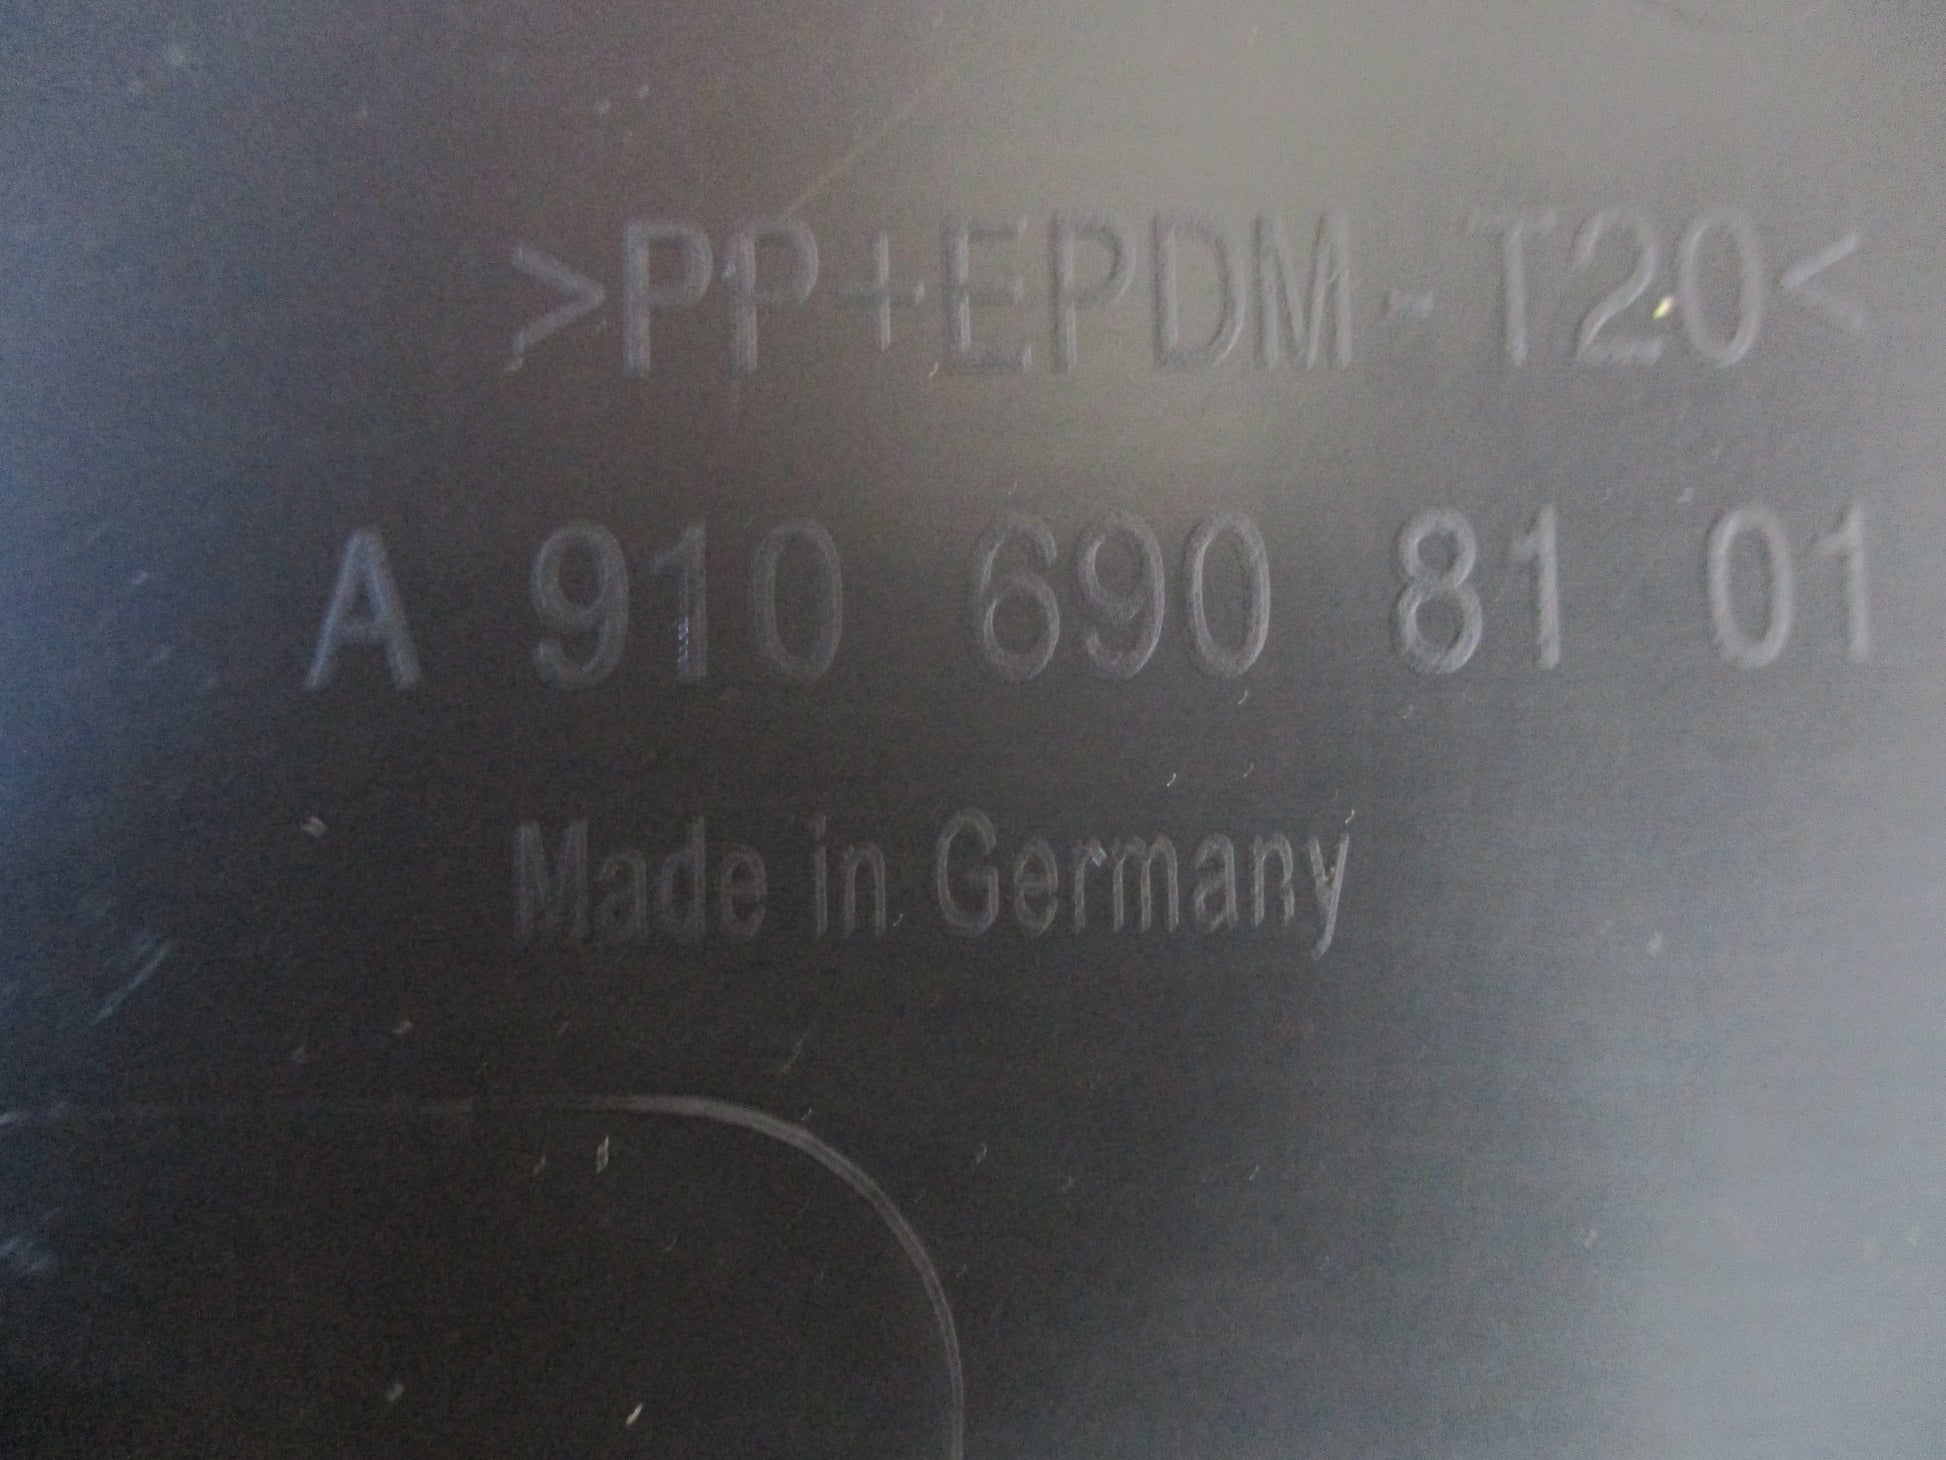 >PP+EPDM-T20<
A 910 690 81 01
Made in Germany